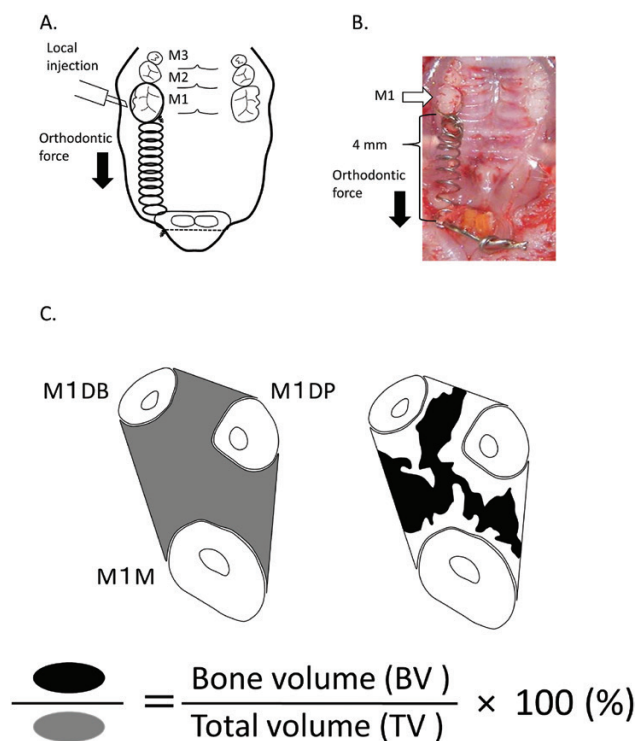 A.
Local
injection
M3
M2
M1
Orthodontic
force
B.
M1
4 mm
Orthodontic
force
C.
M1DB
M1DP
M1M
= Bone volume (BV )
Total volume (TV ) × 100 (%)